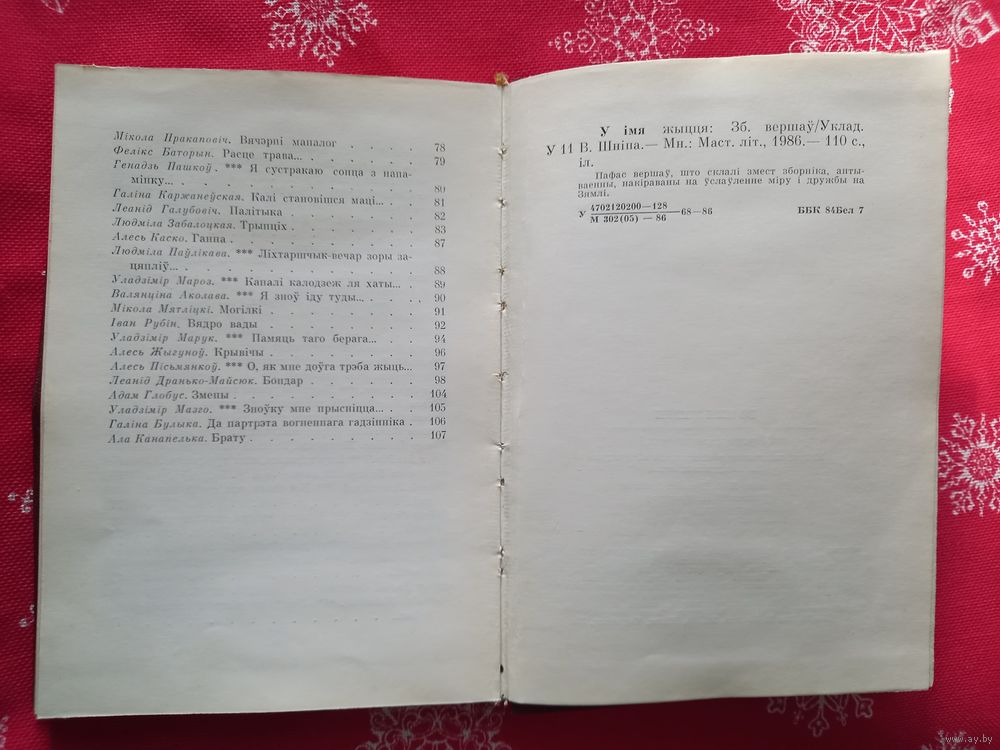 Мікола Пракаповіч. Вячэрні маналог . . . . 78
Фелікс Баторын. Расце трава... . . . . . 79
Генадзь Пашкоў. *** Я сустракаю сонца з напа-
мінку... . . . . . . . . . . 80
Галіна Каржанеўская. Калі становішся маці... . . 81
Леанід Галубовіч. Палітыка . . . . . . 82
Людміла Забалоцкая. Трыпціх . . . . . 83
Алесь Каско. Ганна . . . . . . . . 87
Людміла Паўлікава. *** Ліхтаршчык-вечар зоры за-
цяпліў... . . . . . . . . . . 88
Уладзімір Мароз. *** Капалі калодзеж ля хаты... . 89
Валянціна Аколава. *** Я зноў іду туды... . . . 90
Мікола Мятліцкі. Могілкі . . . . . . . 91
Іван Рубін. Вядро вады . . . . . . . 92
Уладзімір Марук. *** Памяць таго берага... . . . 94
Алесь Жыгуноў. Крывічы . . . . . . . 96
Алесь Пісьмянкоў. *** О, як мне доўга трэба жыць... 97
Леанід Дранько-Майсюк. Бондар . . . . . 98
Адам Глобус. Змены . . . . . . . . 104
Уладзімір Мазго. *** Зноўку мне прысніцца... . . 105
Галіна Булыка. Да партрэта вогненнага гадзінніка . 106
Ала Канапелька. Брату . . . . . . . 107
У імя жыцця: Зб. вершаў/Уклад.
У 11 В. Шніпа.— Мн.: Маст. літ., 1986.— 110 с.,
іл.
Пафас вершаў, што склалі змест зборніка, анты-
ваенны, накіраваны на ўслаўленне міру і дружбы на
Зямлі.
4702120200—128
У ———————— 68—86 ББК 84Бел 7
М 302(05) — 86
www.ay.by